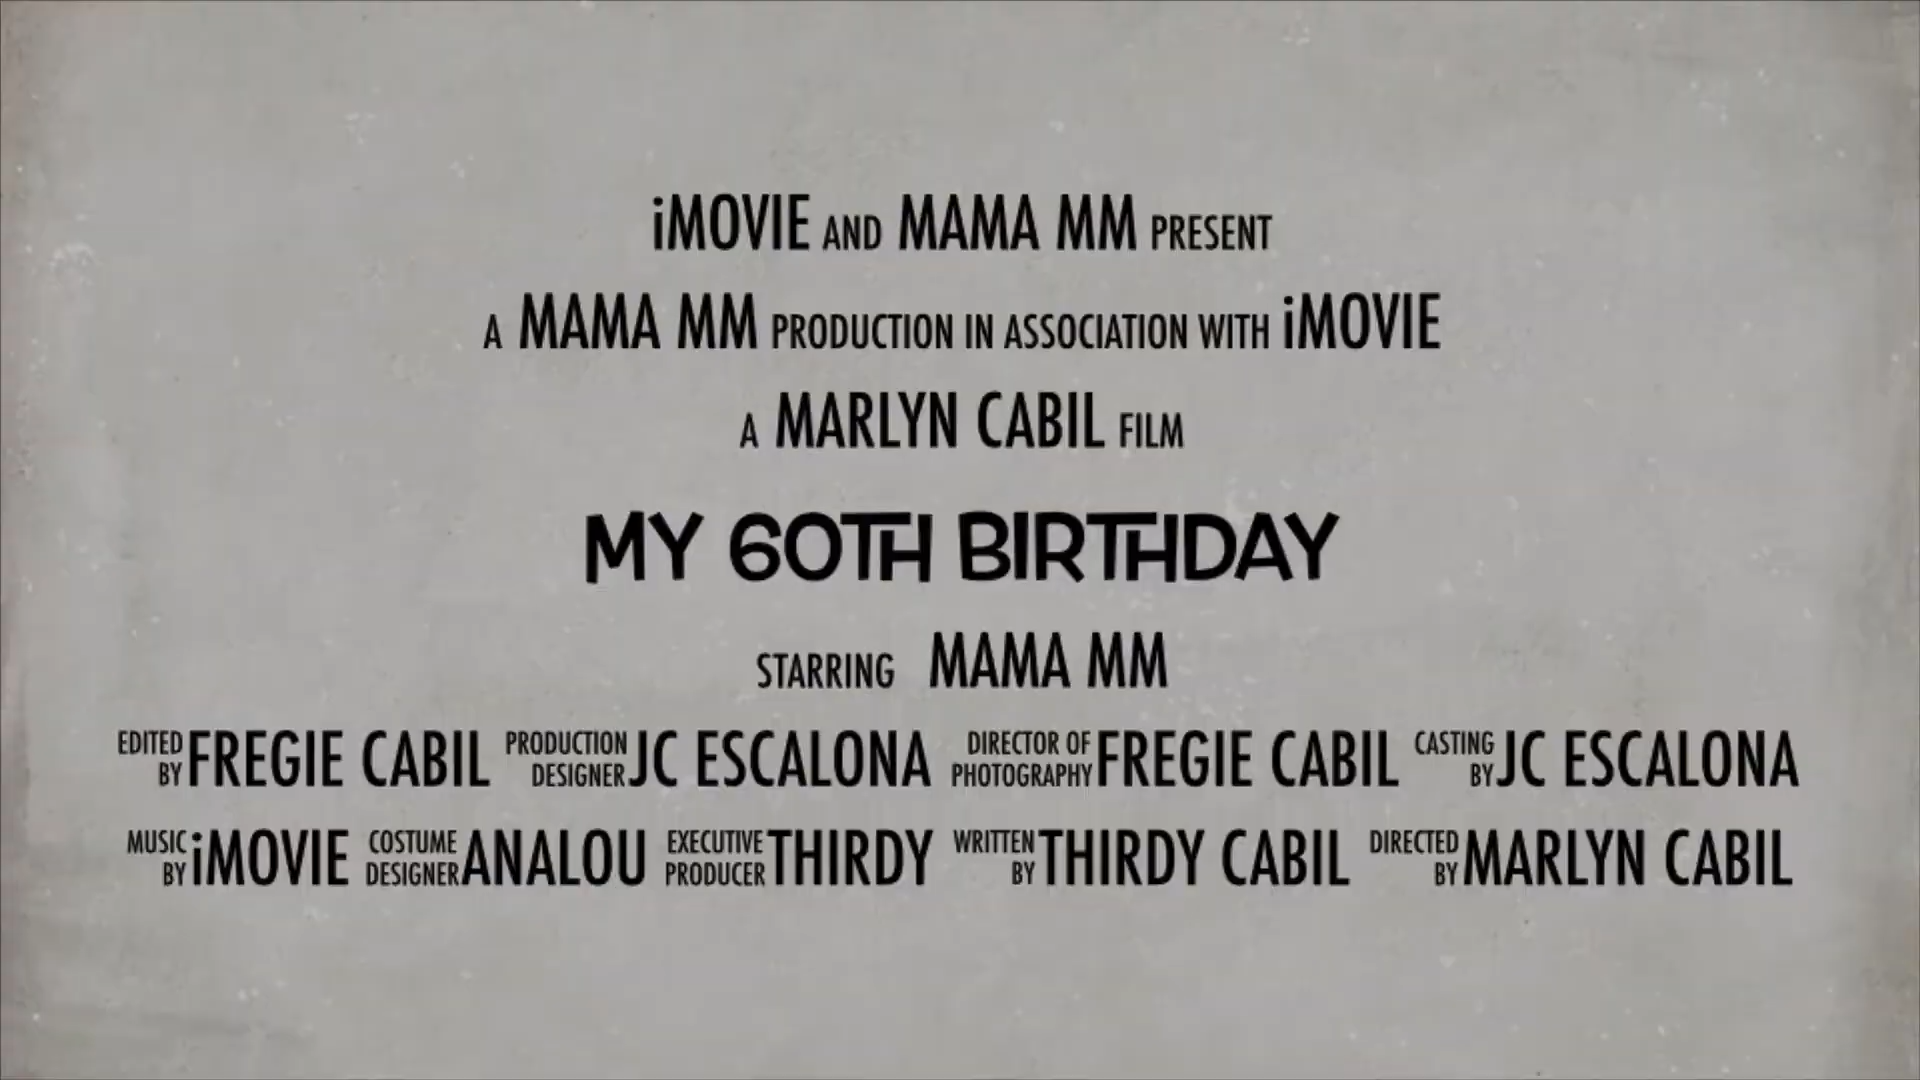 iMOVIE AND MAMA MM PRESENT
A MAMA MM PRODUCTION IN ASSOCIATION WITH iMOVIE
A MARLYN CABIL FILM
MY 60TH BIRTHDAY
STARRING MAMA MM
EDITED BY FREGIE CABIL PRODUCTION DESIGNER JC ESCALONA DIRECTOR OF PHOTOGRAPHY FREGIE CABIL CASTING BY JC ESCALONA
MUSIC BY iMOVIE COSTUME DESIGNER ANALOU EXECUTIVE PRODUCER THIRDY WRITTEN BY THIRDY CABIL DIRECTED BY MARLYN CABIL